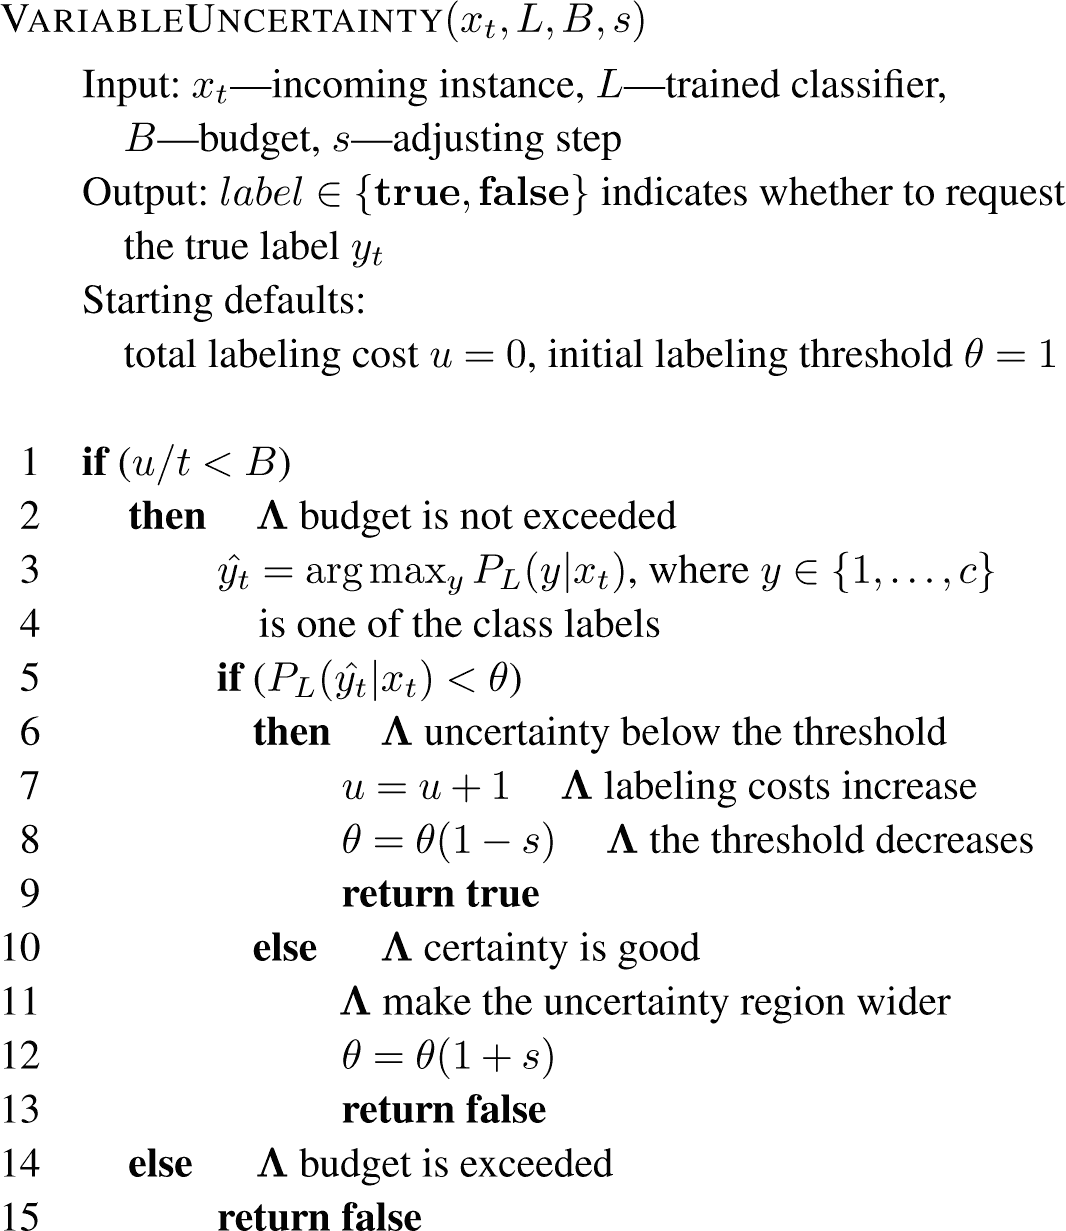 VARIABLEUNCERTAINTY(x_t, L, B, s)
Input: x_t—incoming instance, L—trained classifier,
B—budget, s—adjusting step
Output: label ∈ {true, false} indicates whether to request
the true label y_t
Starting defaults:
total labeling cost u = 0, initial labeling threshold θ = 1
1 if (u/t < B)
2 then Λ budget is not exceeded
3 ŷ_t = arg max_y P_L(y|x_t), where y ∈ {1, . . . , c}
4 is one of the class labels
5 if (P_L(ŷ_t|x_t) < θ)
6 then Λ uncertainty below the threshold
7 u = u + 1 Λ labeling costs increase
8 θ = θ(1 − s) Λ the threshold decreases
9 return true
10 else Λ certainty is good
11 Λ make the uncertainty region wider
12 θ = θ(1 + s)
13 return false
14 else Λ budget is exceeded
15 return false